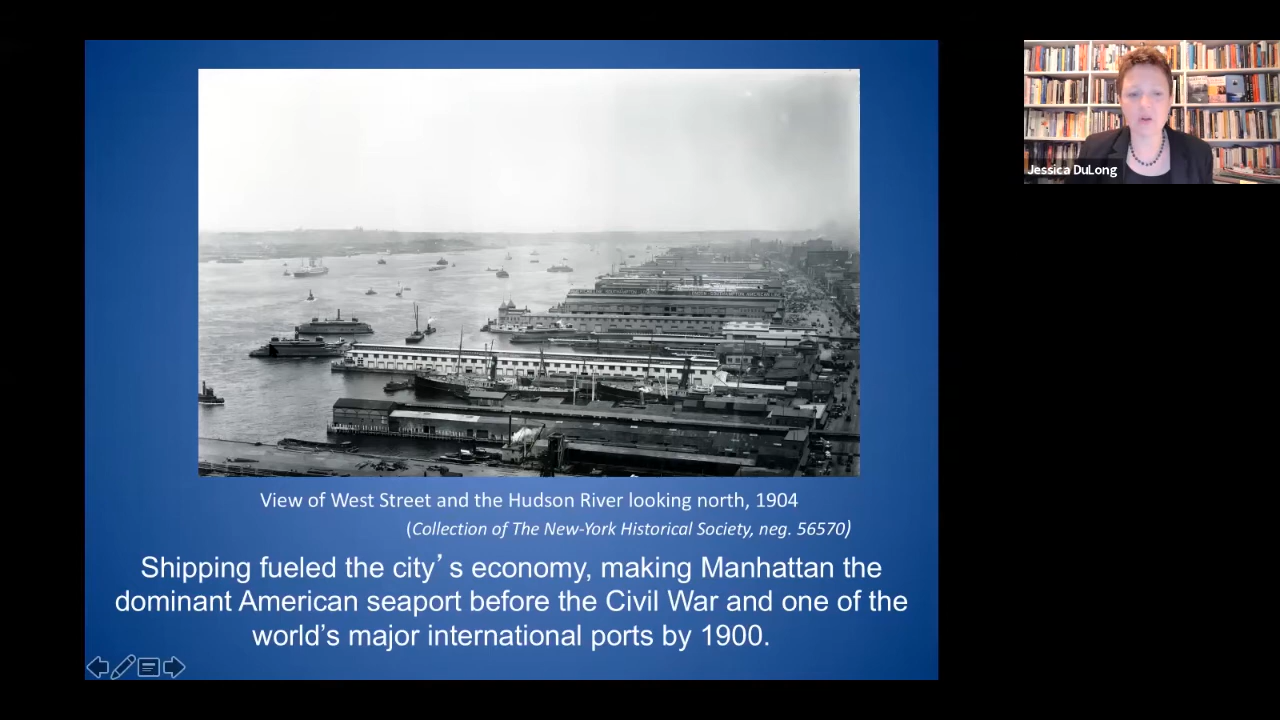 Jessica DuLong
View of West Street and the Hudson River looking north, 1904
(Collection of The New-York Historical Society, neg. 56570)
Shipping fueled the city’s economy, making Manhattan the
dominant American seaport before the Civil War and one of the
world’s major international ports by 1900.